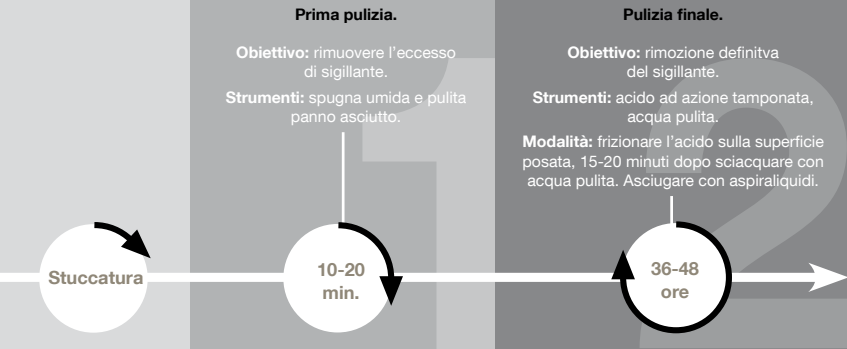 Stuccatura
Prima pulizia.
Obiettivo: rimuovere l'eccesso
di sigillante.
Strumenti: spugna umida e pulita
panno asciutto.
1
10-20
min.
Pulizia finale.
Obiettivo: rimozione definitva
del sigillante.
Strumenti: acido ad azione tamponata,
acqua pulita.
Modalità: frizionare l'acido sulla superficie
posata, 15-20 minuti dopo sciacquare con
acqua pulita. Asciugare con aspiraliquidi.
2
36-48
ore